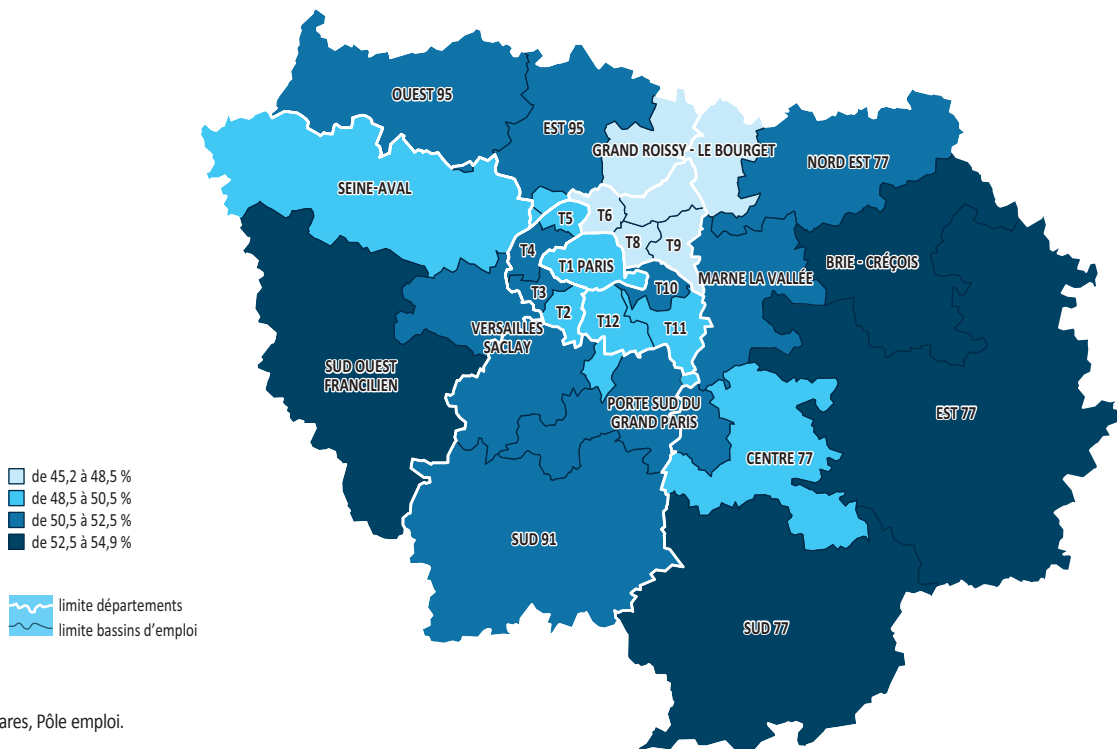 OUEST 95
EST 95
GRAND ROISSY - LE BOURGET
NORD EST 77
SEINE-AVAL
T5
T6
T8
T9
T4
T1 PARIS
BRIE - CRÉÇOIS
MARNE LA VALLÉE
T10
T3
T2
T12
T11
VERSAILLES
SACLAY
SUD OUEST
FRANCILIEN
PORTE SUD DU
GRAND PARIS
EST 77
CENTRE 77
SUD 91
SUD 77
de 45,2 à 48,5 %
de 48,5 à 50,5 %
de 50,5 à 52,5 %
de 52,5 à 54,9 %
limite départements
limite bassins d'emploi
ares, Pôle emploi.